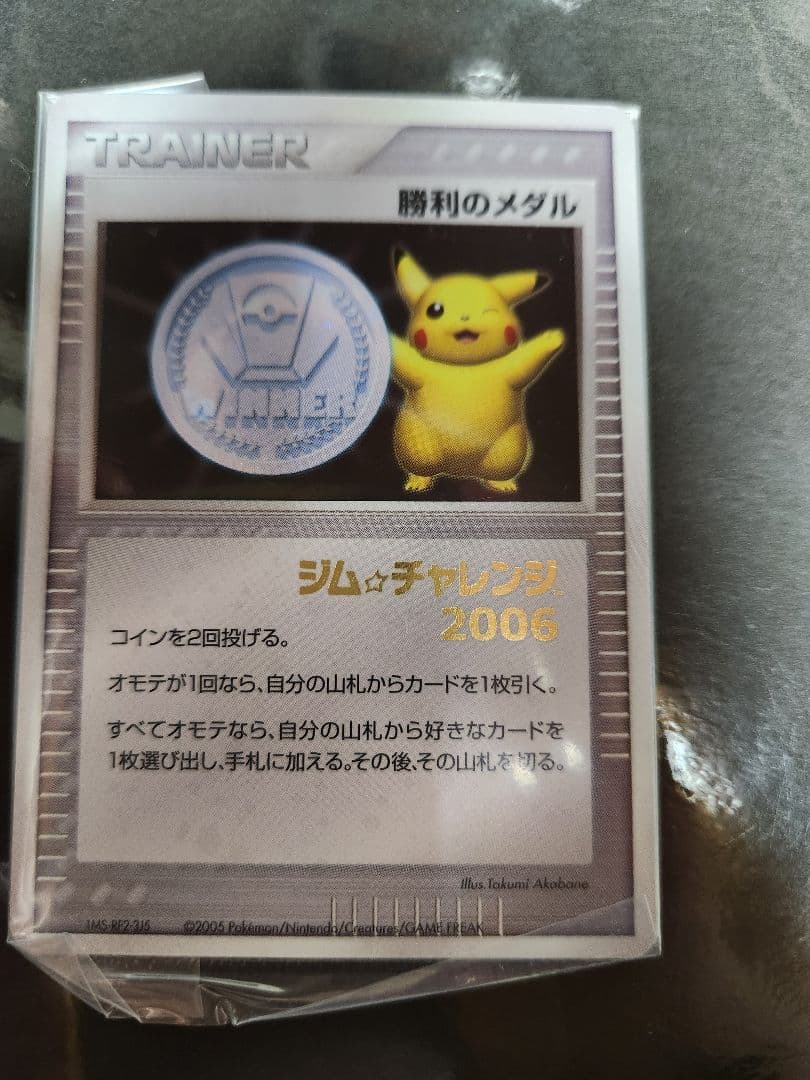 TRAINER
勝利のメダル
WINNER
ジム☆チャレンジ
2006
コインを2回投げる。
オモテが1回なら、自分の山札からカードを1枚引く。
すべてオモテなら、自分の山札から好きなカードを
1枚選び出し、手札に加える。その後、その山札を切る。
Illus.Takumi Akabane
©2005 Pokémon/Nintendo/Creatures/GAME FREAK